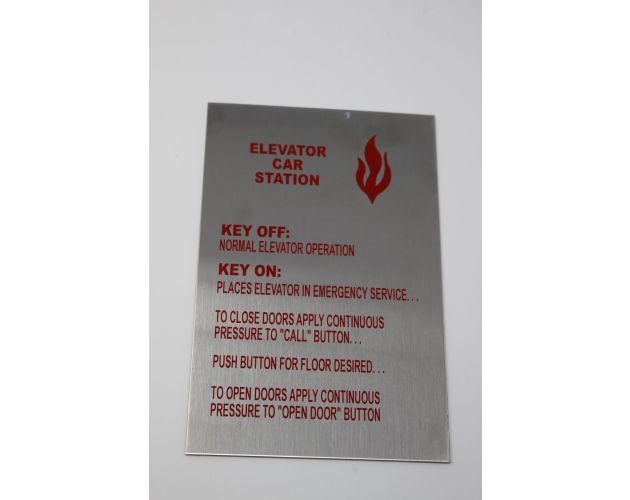 ELEVATOR
CAR
STATION
KEY OFF:
NORMAL ELEVATOR OPERATION
KEY ON:
PLACES ELEVATOR IN EMERGENCY SERVICE. . .
TO CLOSE DOORS APPLY CONTINUOUS
PRESSURE TO "CALL" BUTTON. . .
PUSH BUTTON FOR FLOOR DESIRED. . .
TO OPEN DOORS APPLY CONTINUOUS
PRESSURE TO "OPEN DOOR" BUTTON